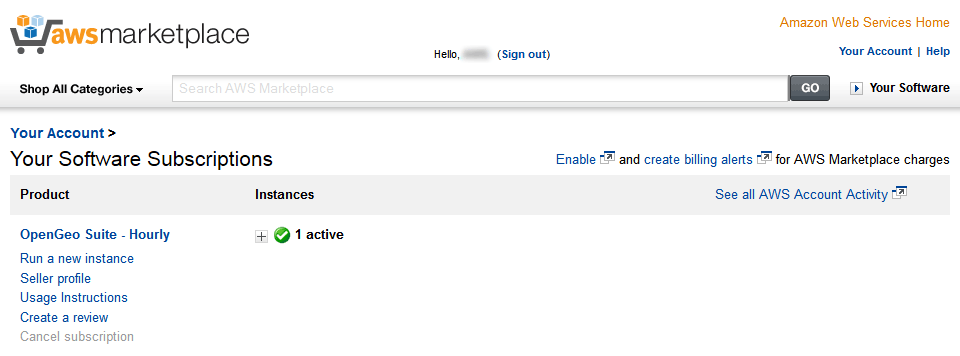 awsmarketplace
Amazon Web Services Home
Hello, (Sign out)
Your Account | Help
Shop All Categories
Search AWS Marketplace
GO
Your Software
Your Account >
Your Software Subscriptions
Enable and create billing alerts for AWS Marketplace charges
Product Instances See all AWS Account Activity
OpenGeo Suite - Hourly 1 active
Run a new instance
Seller profile
Usage Instructions
Create a review
Cancel subscription